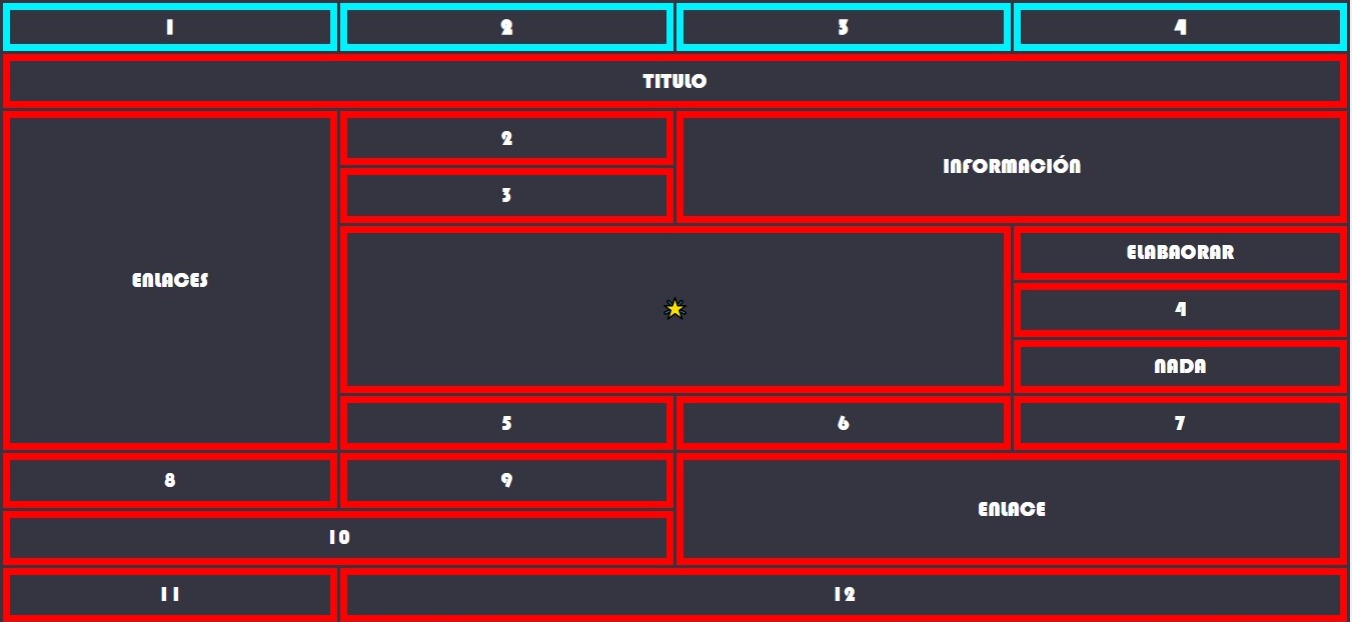 1 2 3 4
TITULO
2 INFORMACIÓN
3
ENLACES
ELABAORAR
4
NADA
5 6 7
8 9 ENLACE
10
11 12